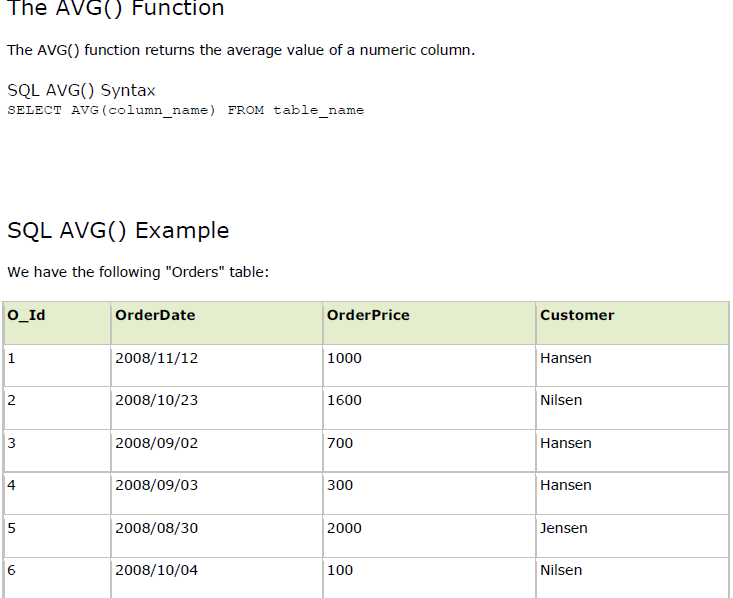 The AVG() Function
The AVG() function returns the average value of a numeric column.
SQL AVG() Syntax
SELECT AVG(column_name) FROM table_name
SQL AVG() Example
We have the following "Orders" table:
O_Id OrderDate OrderPrice Customer
1 2008/11/12 1000 Hansen
2 2008/10/23 1600 Nilsen
3 2008/09/02 700 Hansen
4 2008/09/03 300 Hansen
5 2008/08/30 2000 Jensen
6 2008/10/04 100 Nilsen